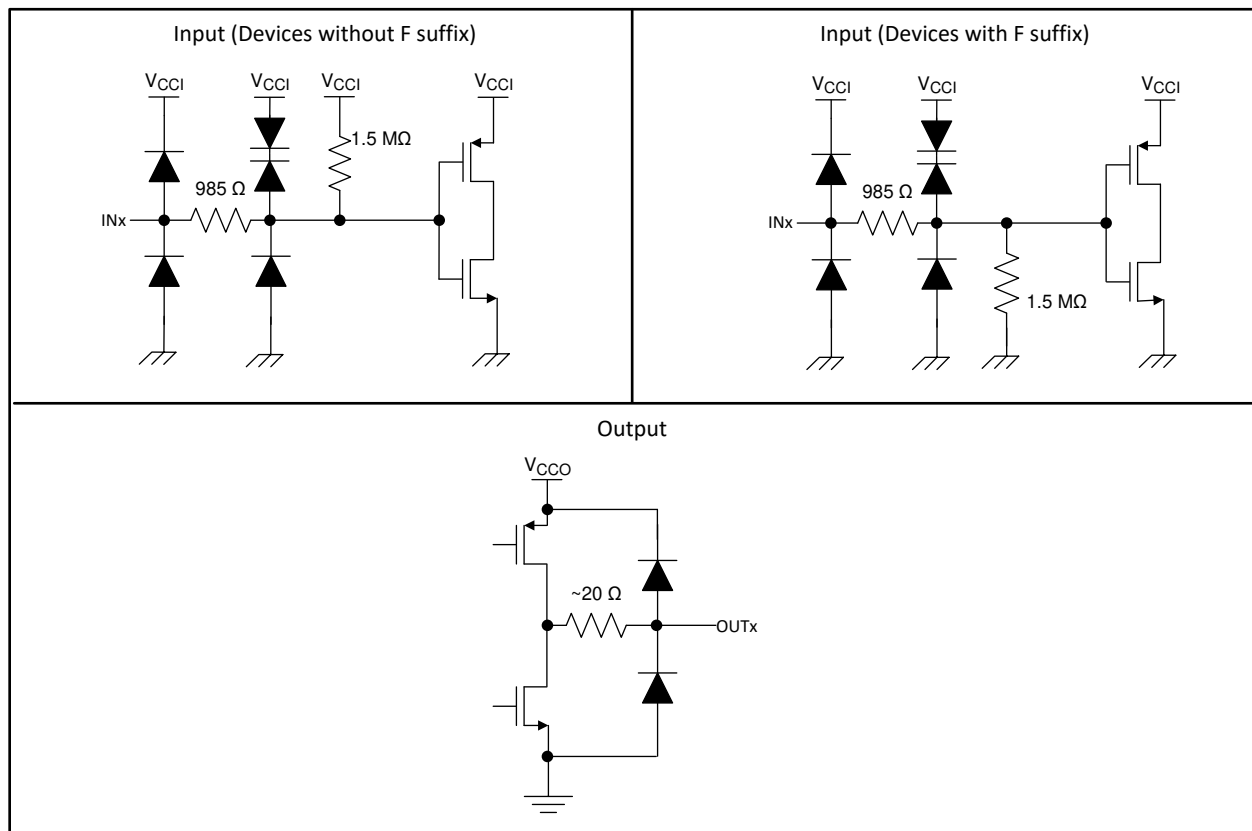 Input (Devices without F suffix)
VCCI VCCI VCCI VCCI
1.5 MΩ
985 Ω
INx
Input (Devices with F suffix)
VCCI VCCI VCCI
985 Ω
INx
1.5 MΩ
Output
VCCO
~20 Ω
OUTx